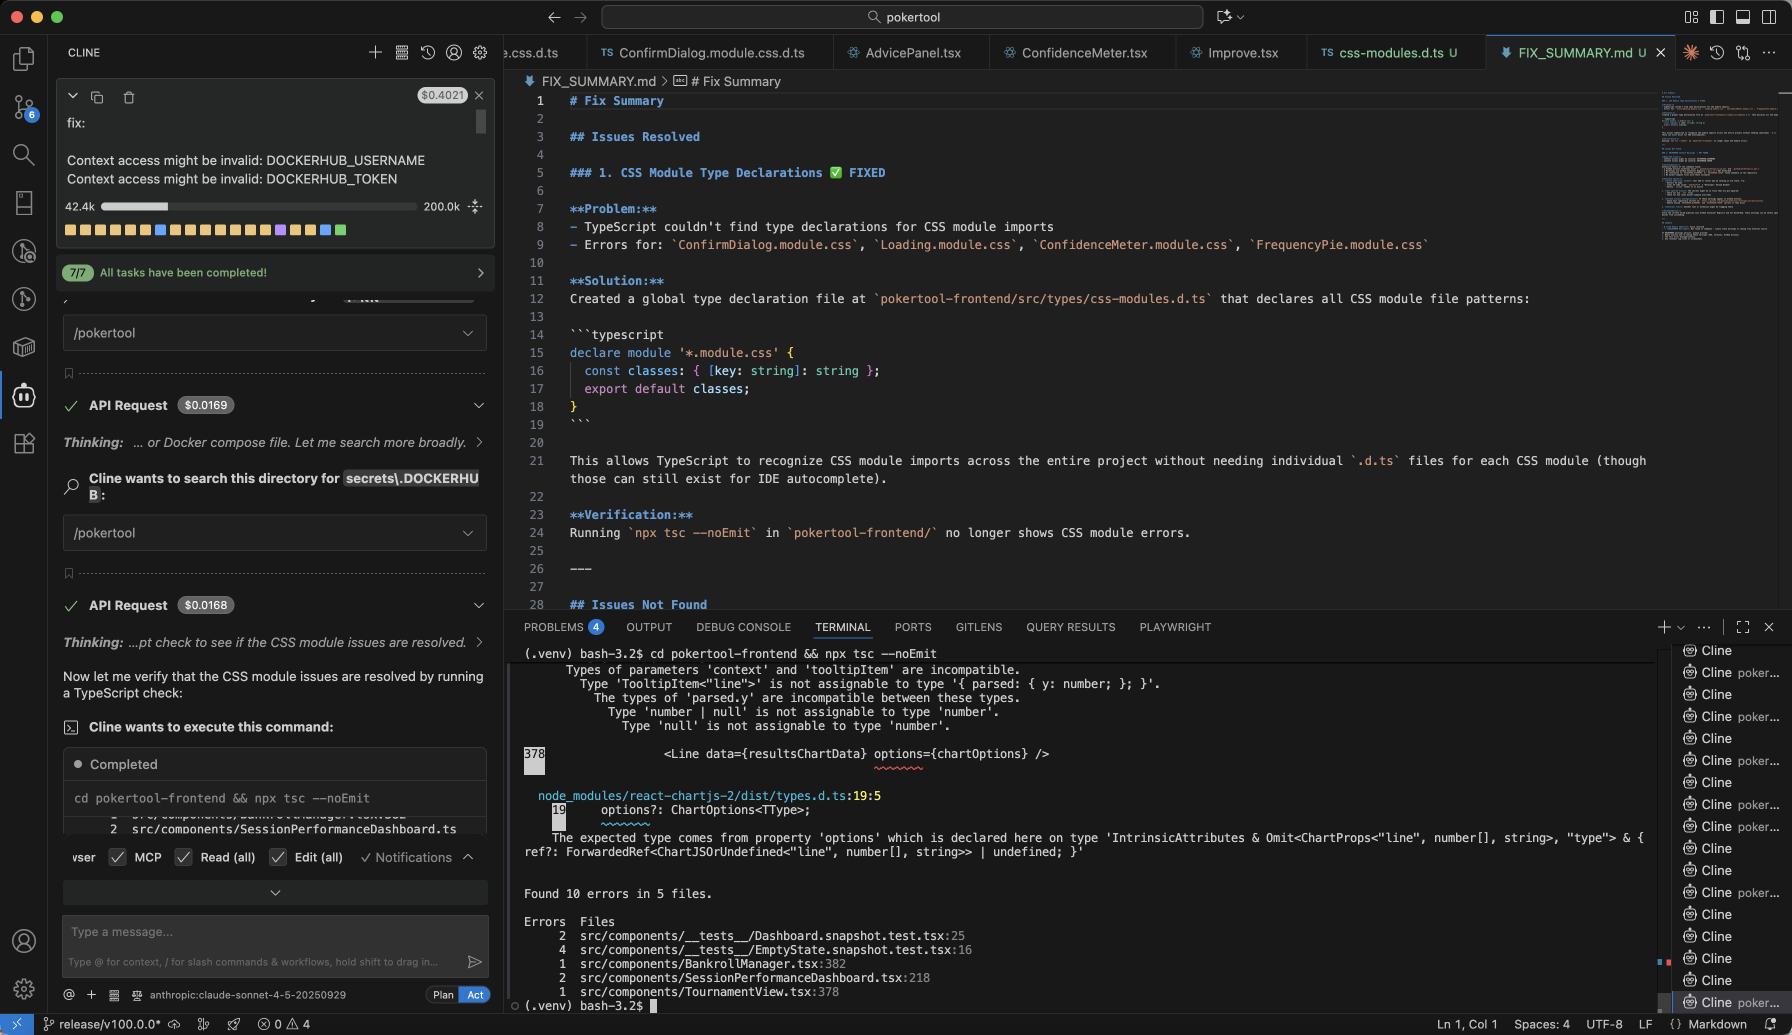 pokertool
CLINE
e.css.d.ts
TS ConfirmDialog.module.css.d.ts
AdvicePanel.tsx
ConfidenceMeter.tsx
Improve.tsx
TS css-modules.d.ts U
FIX_SUMMARY.md U
FIX_SUMMARY.md > # Fix Summary
6
$0.4021
fix:
Context access might be invalid: DOCKERHUB_USERNAME
Context access might be invalid: DOCKERHUB_TOKEN
42.4k
200.0k
7/7 All tasks have been completed!
/pokertool
API Request $0.0169
Thinking: ... or Docker compose file. Let me search more broadly.
Cline wants to search this directory for secrets\.DOCKERHU
B:
/pokertool
API Request $0.0168
Thinking: ...pt check to see if the CSS module issues are resolved.
Now let me verify that the CSS module issues are resolved by running
a TypeScript check:
Cline wants to execute this command:
Completed
cd pokertool-frontend && npx tsc --noEmit
2 src/components/SessionPerformanceDashboard.ts
wser MCP Read (all) Edit (all) Notifications
Type a message...
Type @ for context, / for slash commands & workflows, hold shift to drag in...
@ + anthropic:claude-sonnet-4-5-20250929
Plan Act
1 # Fix Summary
2
3 ## Issues Resolved
4
5 ### 1. CSS Module Type Declarations ✅ FIXED
6
7 **Problem:**
8 - TypeScript couldn't find type declarations for CSS module imports
9 - Errors for: `ConfirmDialog.module.css`, `Loading.module.css`, `ConfidenceMeter.module.css`, `FrequencyPie.module.css`
10
11 **Solution:**
12 Created a global type declaration file at `pokertool-frontend/src/types/css-modules.d.ts` that declares all CSS module file patterns:
13
14 ```typescript
15 declare module '*.module.css' {
16 const classes: { [key: string]: string };
17 export default classes;
18 }
19 ```
20
21 This allows TypeScript to recognize CSS module imports across the entire project without needing individual `.d.ts` files for each CSS module (though
those can still exist for IDE autocomplete).
22
23 **Verification:**
24 Running `npx tsc --noEmit` in `pokertool-frontend/` no longer shows CSS module errors.
25
26 ---
27
28 ## Issues Not Found
PROBLEMS 4 OUTPUT DEBUG CONSOLE TERMINAL PORTS GITLENS QUERY RESULTS PLAYWRIGHT
(.venv) bash-3.2$ cd pokertool-frontend && npx tsc --noEmit
Types of parameters 'context' and 'tooltipItem' are incompatible.
Type 'TooltipItem<"line">' is not assignable to type '{ parsed: { y: number; }; }'.
The types of 'parsed.y' are incompatible between these types.
Type 'number | null' is not assignable to type 'number'.
Type 'null' is not assignable to type 'number'.
378 <Line data={resultsChartData} options={chartOptions} />
node_modules/react-chartjs-2/dist/types.d.ts:19:5
19 options?: ChartOptions<TType>;
The expected type comes from property 'options' which is declared here on type 'IntrinsicAttributes & Omit<ChartProps<"line", number[], string>, "type"> & {
ref?: ForwardedRef<ChartJSOrUndefined<"line", number[], string>> | undefined; }'
Found 10 errors in 5 files.
Errors Files
2 src/components/__tests__/Dashboard.snapshot.test.tsx:25
4 src/components/__tests__/EmptyState.snapshot.test.tsx:16
1 src/components/BankrollManager.tsx:382
2 src/components/SessionPerformanceDashboard.tsx:218
1 src/components/TournamentView.tsx:378
(.venv) bash-3.2$
Cline
Cline poker...
Cline
Cline poker...
Cline
Cline poker...
Cline
Cline poker...
Cline poker...
Cline
Cline
Cline poker...
Cline
Cline
Cline
Cline
Cline poker...
release/v100.0.0* 0 4
Ln 1, Col 1 Spaces: 4 UTF-8 LF {} Markdown